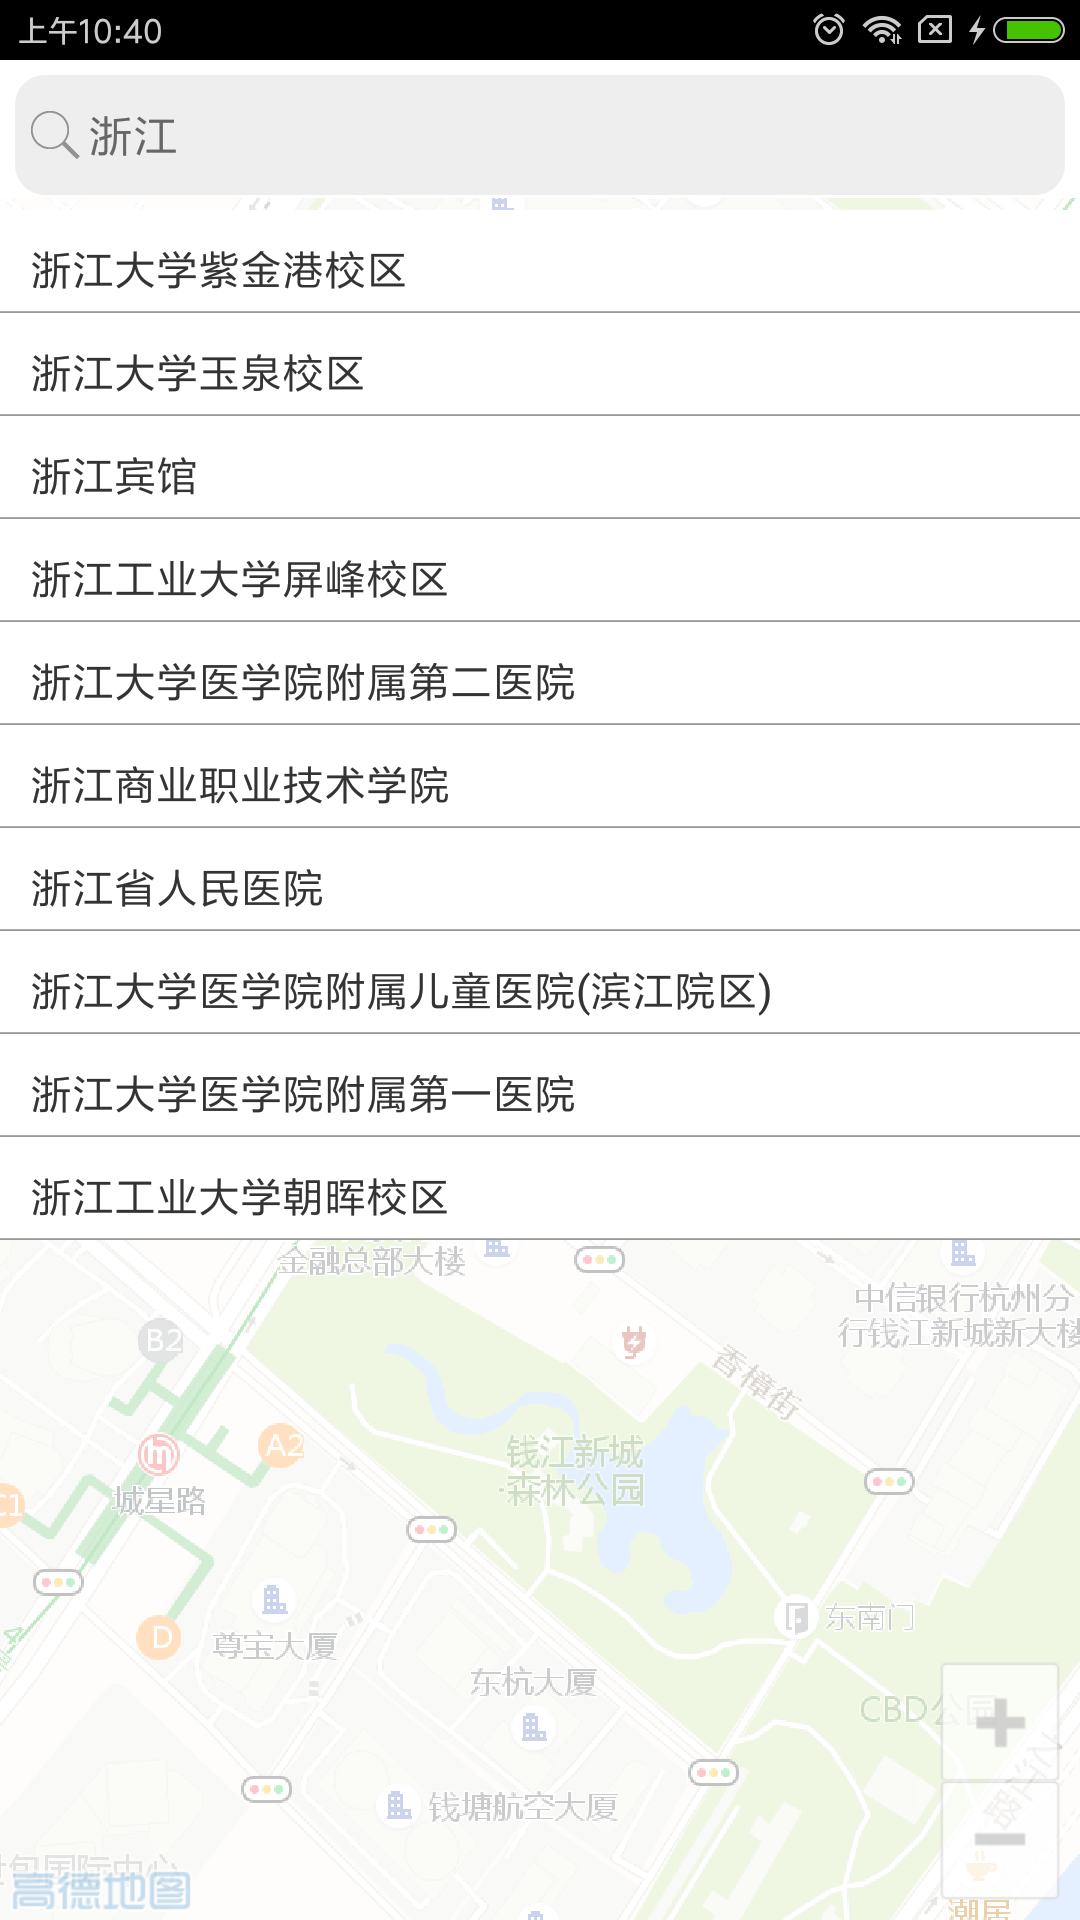 上午10:40
浙江
浙江大学紫金港校区
浙江大学玉泉校区
浙江宾馆
浙江工业大学屏峰校区
浙江大学医学院附属第二医院
浙江商业职业技术学院
浙江省人民医院
浙江大学医学院附属儿童医院(滨江院区)
浙江大学医学院附属第一医院
浙江工业大学朝晖校区
金融总部大楼
中信银行杭州分
行钱江新城新大楼
B2
香樟街
A2
钱江新城
森林公园
C1
城星路
D
尊宝大厦
东南门
东杭大厦
CBD公园
钱塘航空大厦
世包国际中心
高德地图
潮居